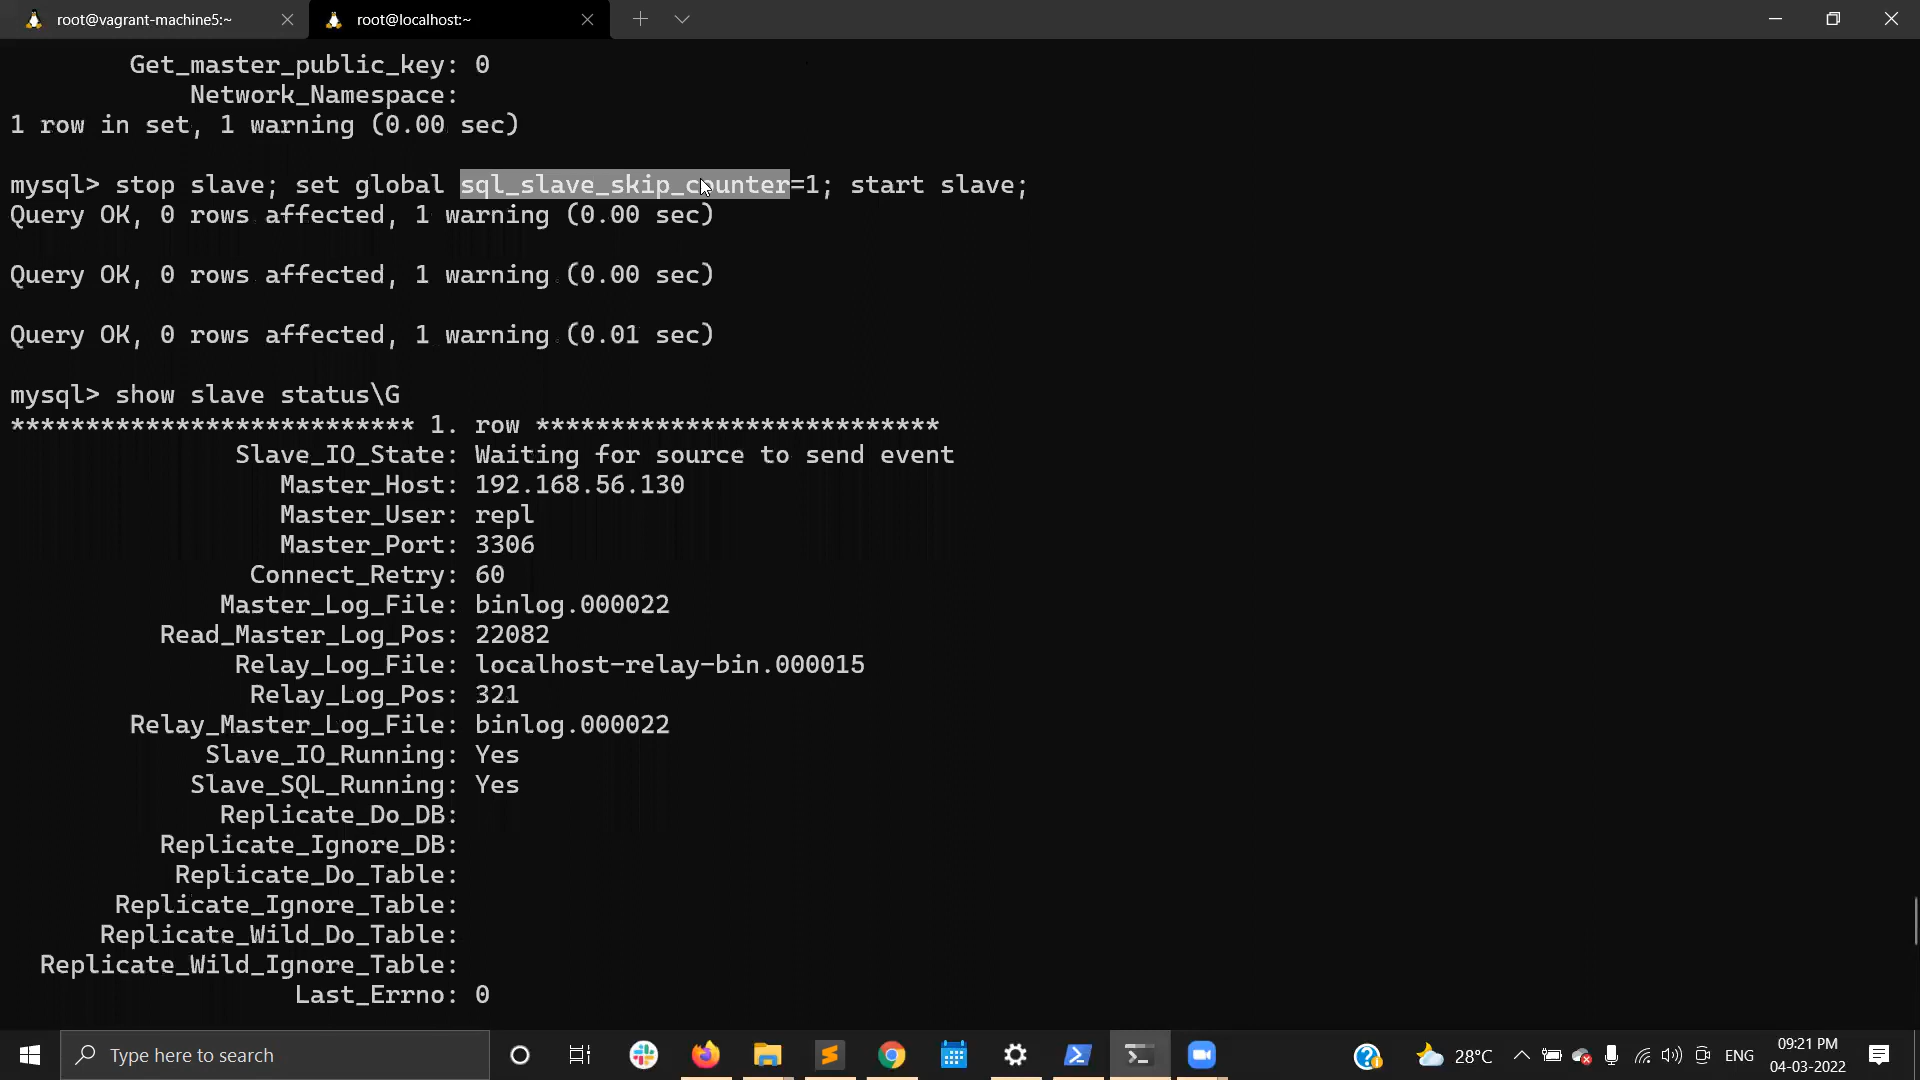 root@vagrant-machine5:~
root@localhost:~
Get_master_public_key: 0
Network_Namespace:
1 row in set, 1 warning (0.00 sec)
mysql> stop slave; set global sql_slave_skip_counter=1; start slave;
Query OK, 0 rows affected, 1 warning (0.00 sec)
Query OK, 0 rows affected, 1 warning (0.00 sec)
Query OK, 0 rows affected, 1 warning (0.01 sec)
mysql> show slave status\G
*************************** 1. row ***************************
Slave_IO_State: Waiting for source to send event
Master_Host: 192.168.56.130
Master_User: repl
Master_Port: 3306
Connect_Retry: 60
Master_Log_File: binlog.000022
Read_Master_Log_Pos: 22082
Relay_Log_File: localhost-relay-bin.000015
Relay_Log_Pos: 321
Relay_Master_Log_File: binlog.000022
Slave_IO_Running: Yes
Slave_SQL_Running: Yes
Replicate_Do_DB:
Replicate_Ignore_DB:
Replicate_Do_Table:
Replicate_Ignore_Table:
Replicate_Wild_Do_Table:
Replicate_Wild_Ignore_Table:
Last_Errno: 0
Type here to search
28°C
ENG
09:21 PM
04-03-2022